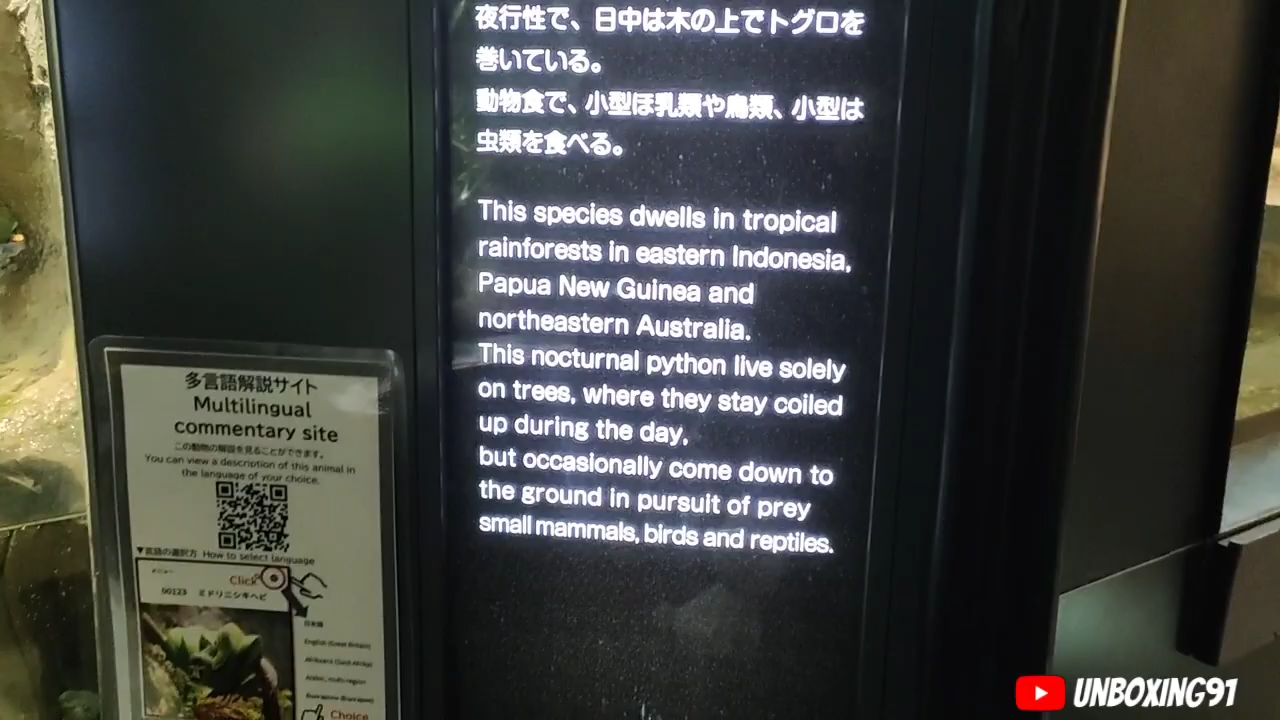 夜行性で、日中は木の上でトグロを
巻いている。
動物食で、小型ほ乳類や鳥類、小型は
虫類を食べる。
This species dwells in tropical
rainforests in eastern Indonesia,
Papua New Guinea and
northeastern Australia.
This nocturnal python live solely
on trees, where they stay coiled
up during the day,
but occasionally come down to
the ground in pursuit of prey
small mammals, birds and reptiles.
多言語解説サイト
Multilingual
commentary site
この動物の解説を見ることができます。
You can view a description of this animal in
the language of your choice.
▼言語の選択方 How to select language
メニュー
Click
00123 ミドリニシキヘビ
日本語
English (Great Britain)
Afrikaans (South Afrika)
Arabic, multi-region
Choice
UNBOXING91